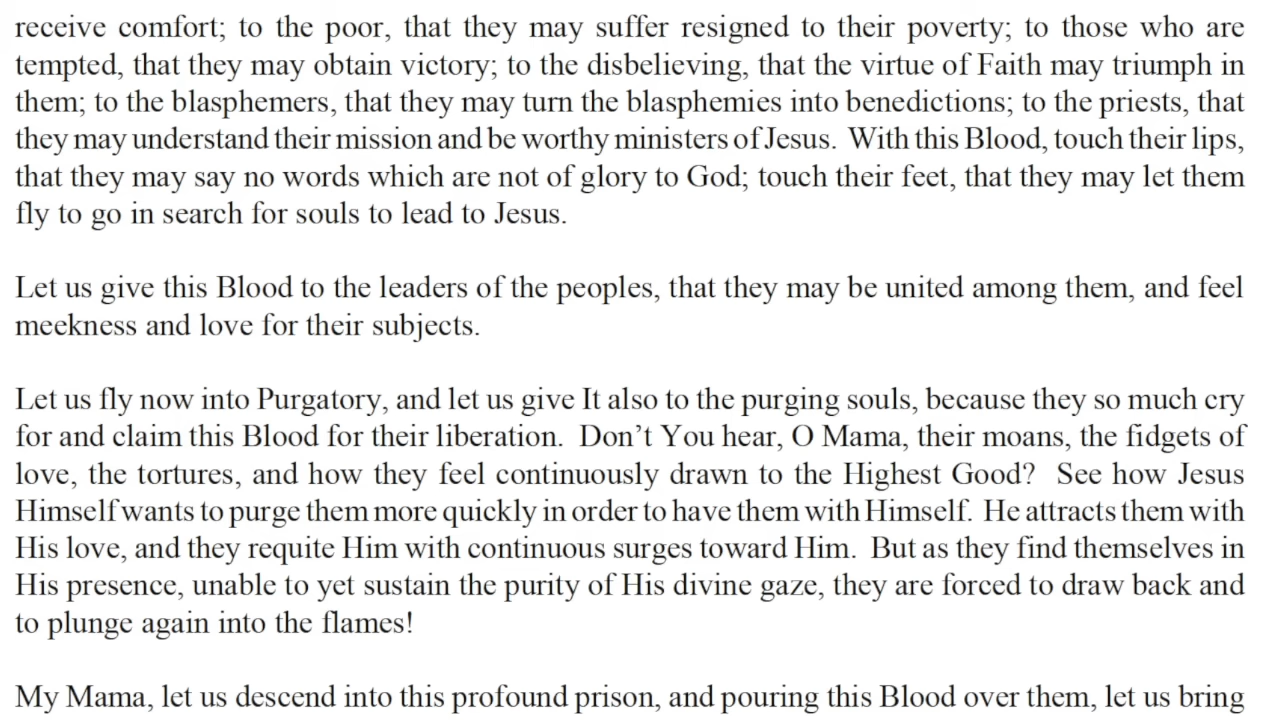 receive comfort; to the poor, that they may suffer resigned to their poverty; to those who are
tempted, that they may obtain victory; to the disbelieving, that the virtue of Faith may triumph in
them; to the blasphemers, that they may turn the blasphemies into benedictions; to the priests, that
they may understand their mission and be worthy ministers of Jesus. With this Blood, touch their lips,
that they may say no words which are not of glory to God; touch their feet, that they may let them
fly to go in search for souls to lead to Jesus.

Let us give this Blood to the leaders of the peoples, that they may be united among them, and feel
meekness and love for their subjects.

Let us fly now into Purgatory, and let us give It also to the purging souls, because they so much cry
for and claim this Blood for their liberation. Don’t You hear, O Mama, their moans, the fidgets of
love, the tortures, and how they feel continuously drawn to the Highest Good? See how Jesus
Himself wants to purge them more quickly in order to have them with Himself. He attracts them with
His love, and they requite Him with continuous surges toward Him. But as they find themselves in
His presence, unable to yet sustain the purity of His divine gaze, they are forced to draw back and
to plunge again into the flames!

My Mama, let us descend into this profound prison, and pouring this Blood over them, let us bring